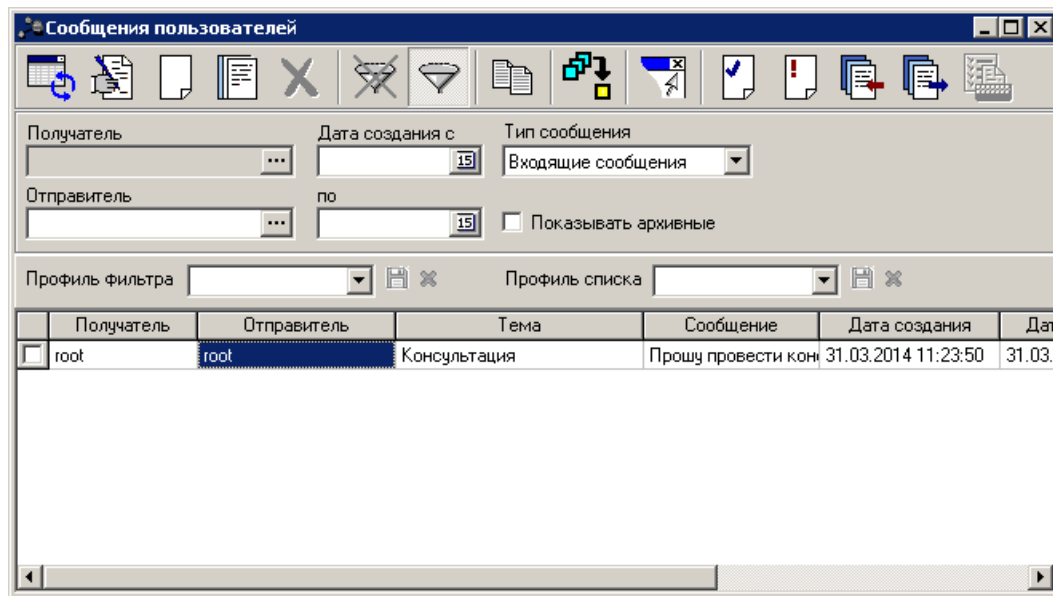 Сообщения пользователей
Получатель
Дата создания с
Тип сообщения
15
Входящие сообщения
Отправитель
по
15
Показывать архивные
Профиль фильтра
Профиль списка
Получатель Отправитель Тема Сообщение Дата создания Дат
root root Консультация Прошу провести кон 31.03.2014 11:23:50 31.03.